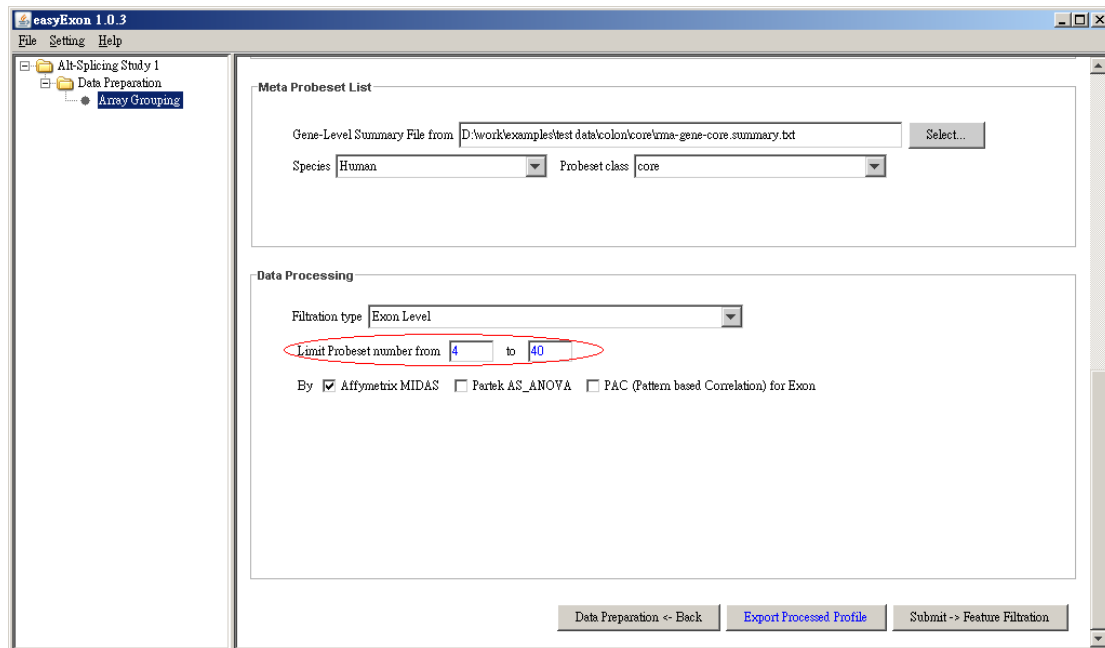 easyExon 1.0.3
File Setting Help
Alt-Splicing Study 1
Data Preparation
Array Grouping
Meta Probeset List
Gene-Level Summary File from D:\work\examples\test data\colon\core\rma-gene-core.summary.txt Select...
Species Human Probeset class core
Data Processing
Filtration type Exon Level
Limit Probeset number from 4 to 40
By Affymetrix MIDAS Partek AS_ANOVA PAC (Pattern based Correlation) for Exon
Data Preparation <- Back Export Processed Profile Submit -> Feature Filtration